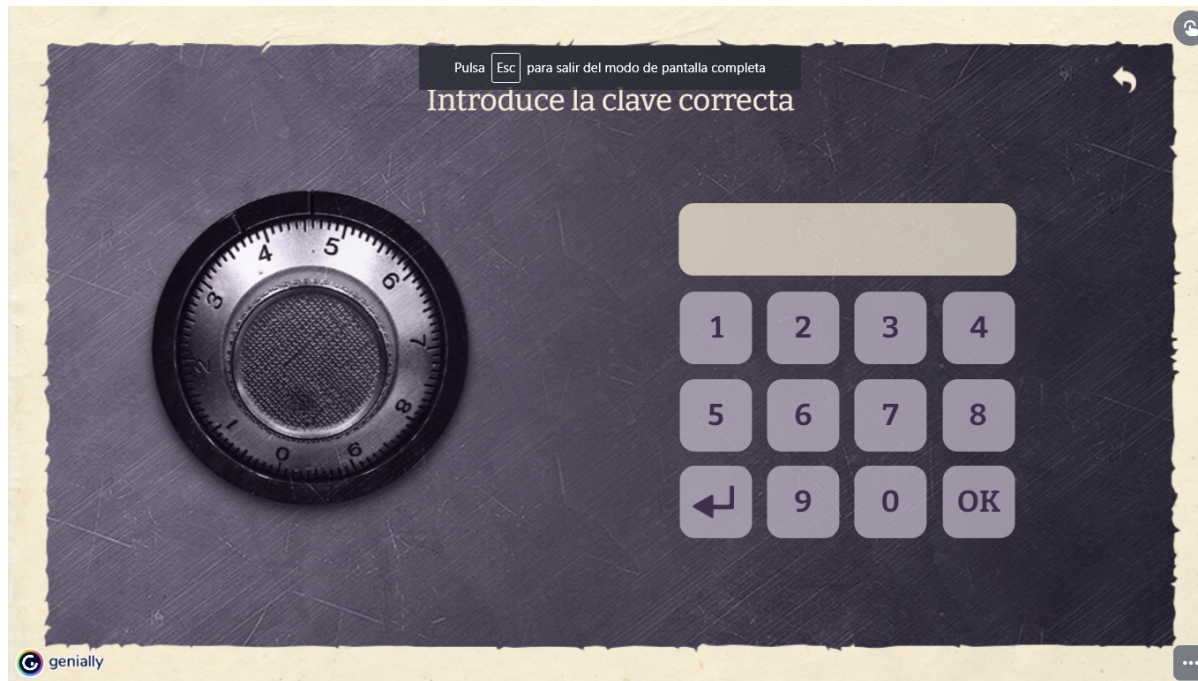 Pulsa Esc para salir del modo de pantalla completa
Introduce la clave correcta
4 5 6
3 7
2 8
1 0 9
1 2 3 4
5 6 7 8
9 0 OK
genially